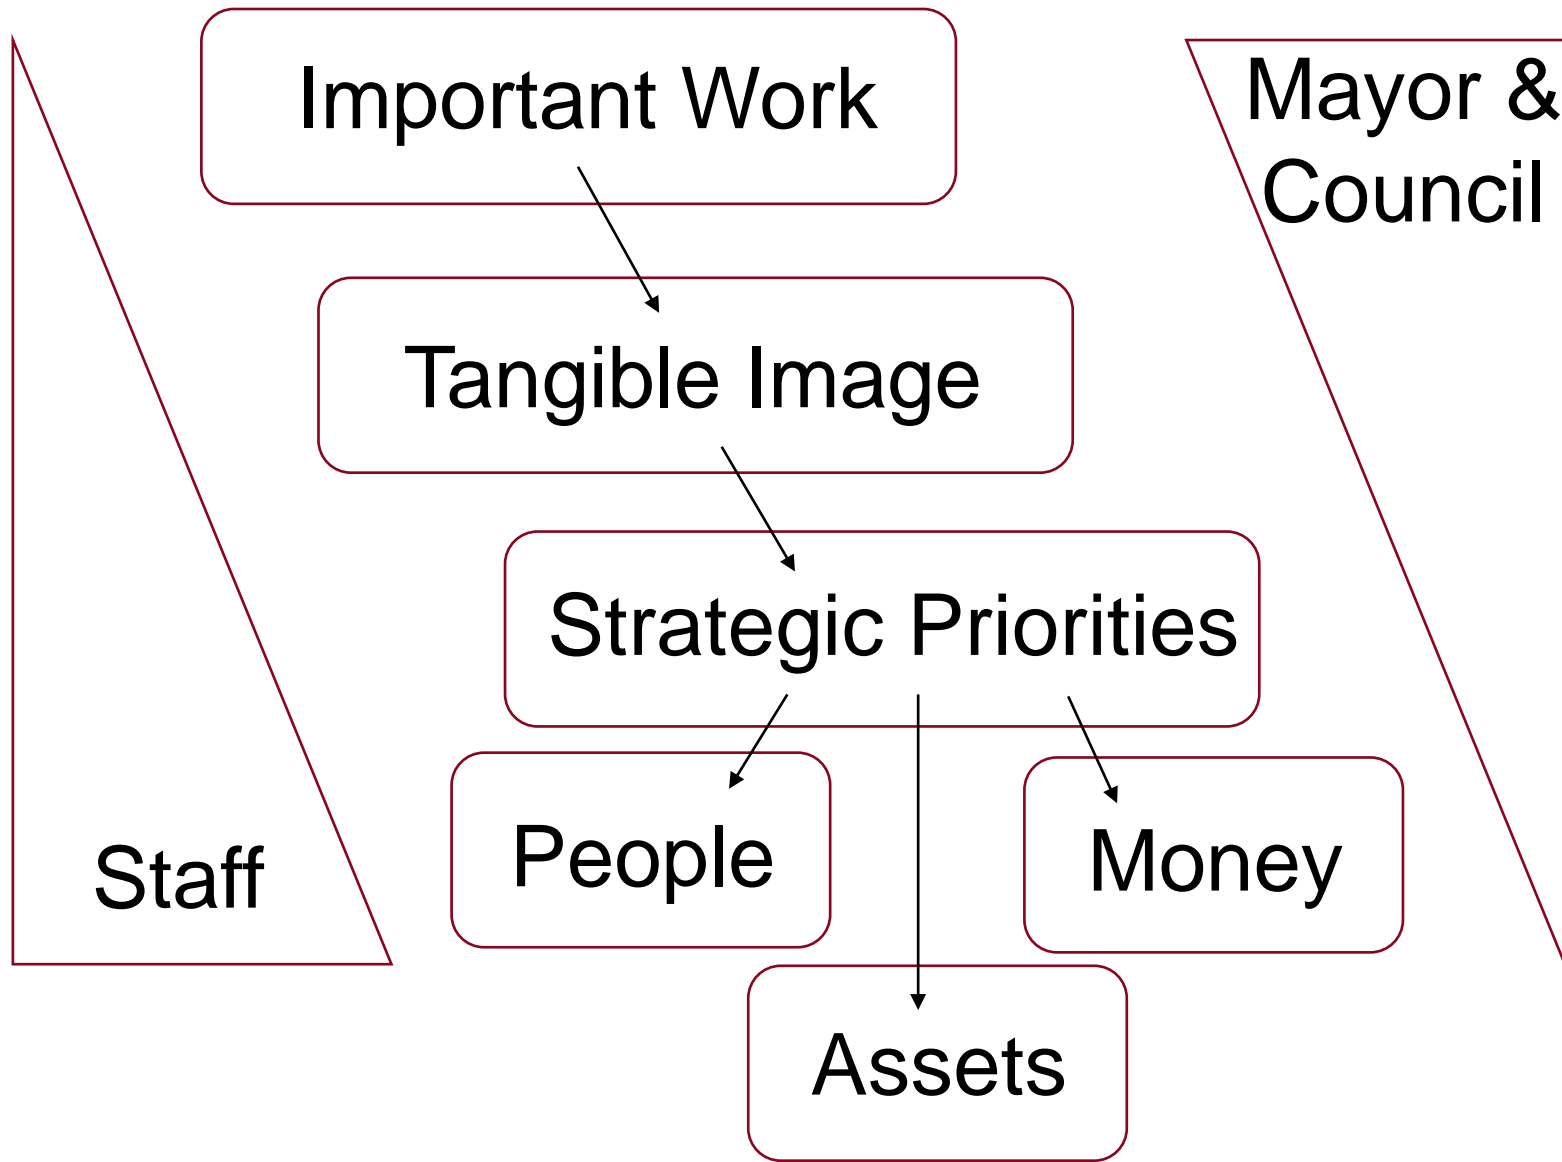 Important Work
Mayor &
Council
Tangible Image
Strategic Priorities
People
Money
Staff
Assets